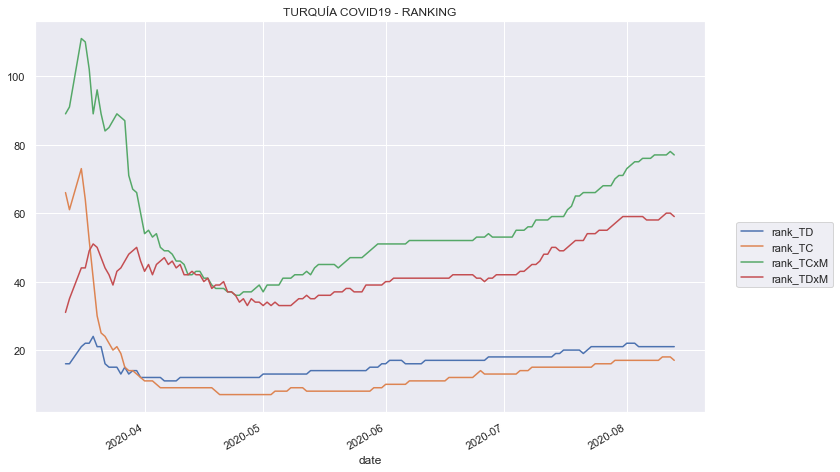 TURQUÍA COVID19 - RANKING
100
80
60
40
20
2020-04
2020-05
2020-06
2020-07
2020-08
date
rank_TD
rank_TC
rank_TCxM
rank_TDxM